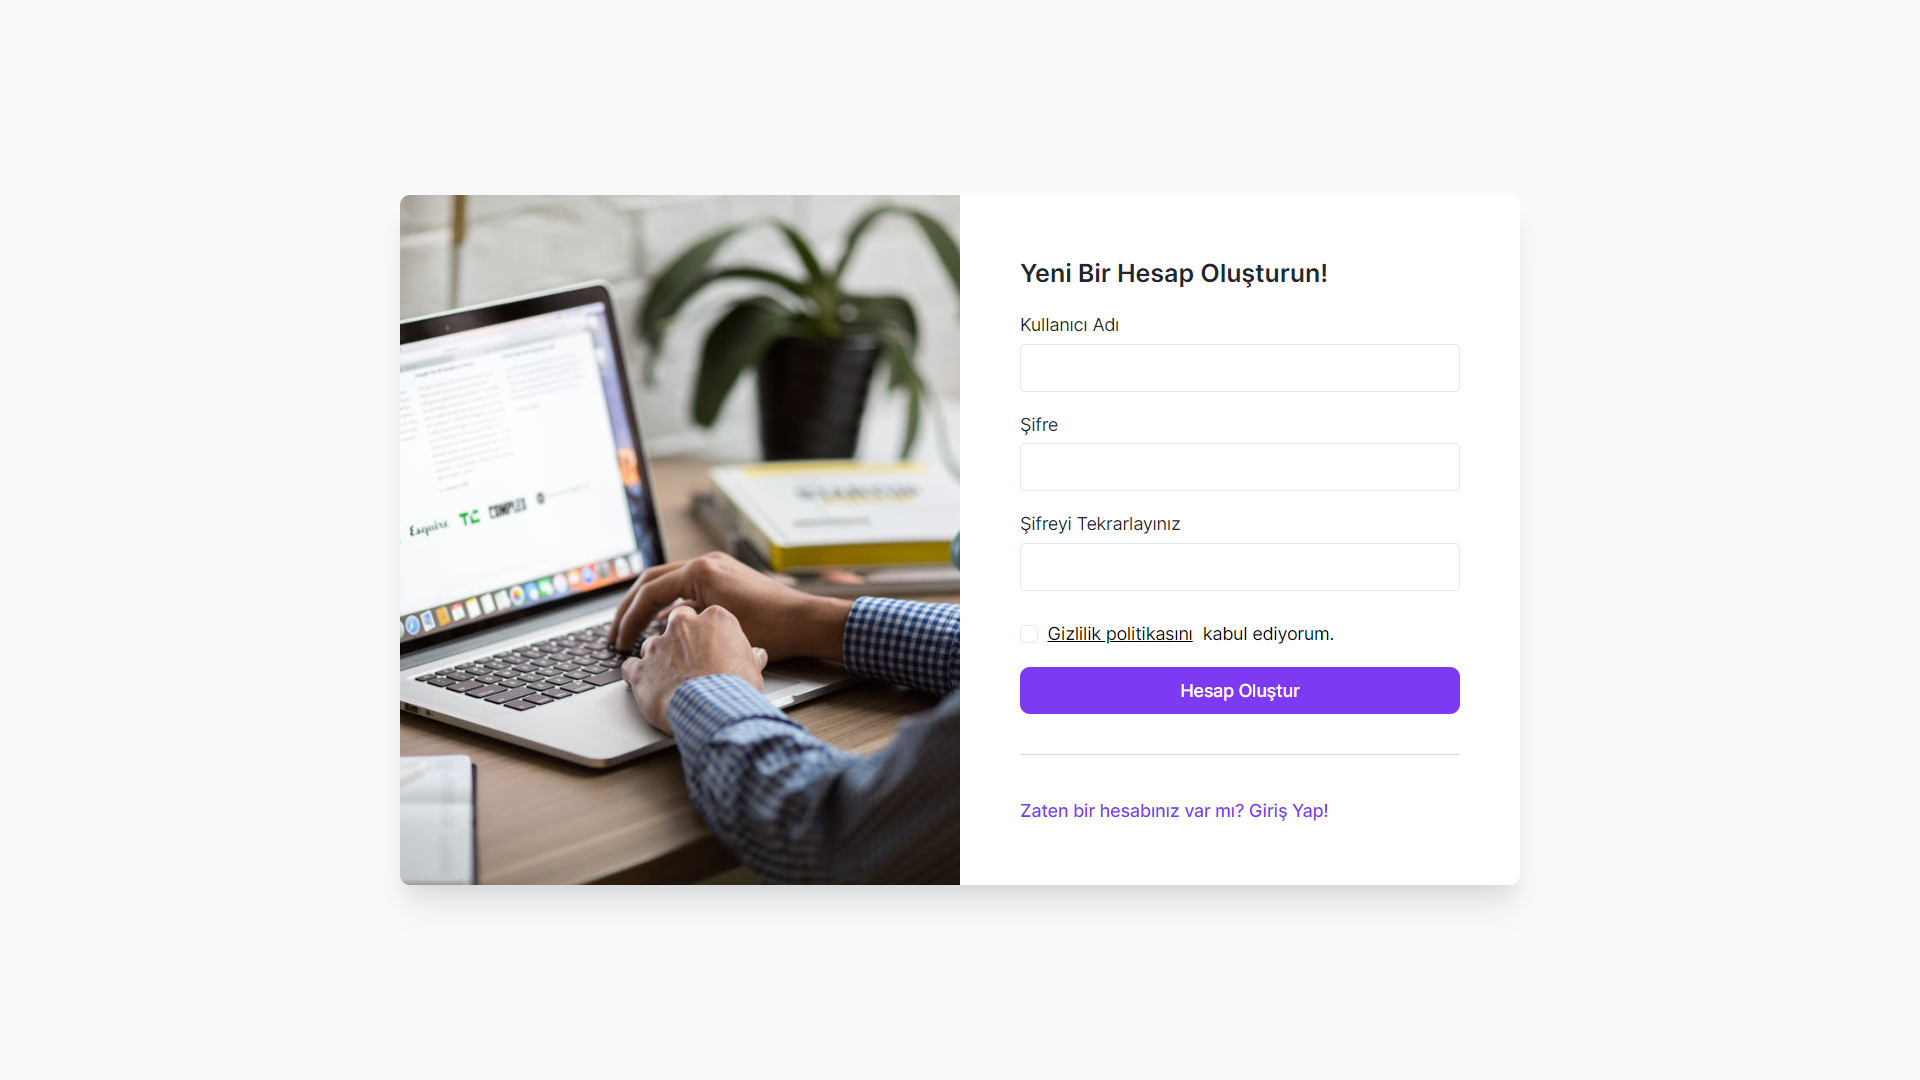 Yeni Bir Hesap Oluşturun!
Kullanıcı Adı
Şifre
Şifreyi Tekrarlayınız
Gizlilik politikasını kabul ediyorum.
Hesap Oluştur
Zaten bir hesabınız var mı? Giriş Yap!
Esquire TC COMPLEX
STARTUP